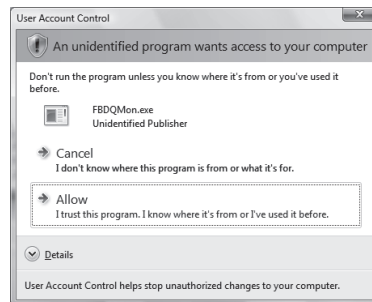 User Account Control
An unidentified program wants access to your computer
Don't run the program unless you know where it's from or you've used it
before.
FBDQMon.exe
Unidentified Publisher
Cancel
I don't know where this program is from or what it's for.
Allow
I trust this program. I know where it's from or I've used it before.
Details
User Account Control helps stop unauthorized changes to your computer.